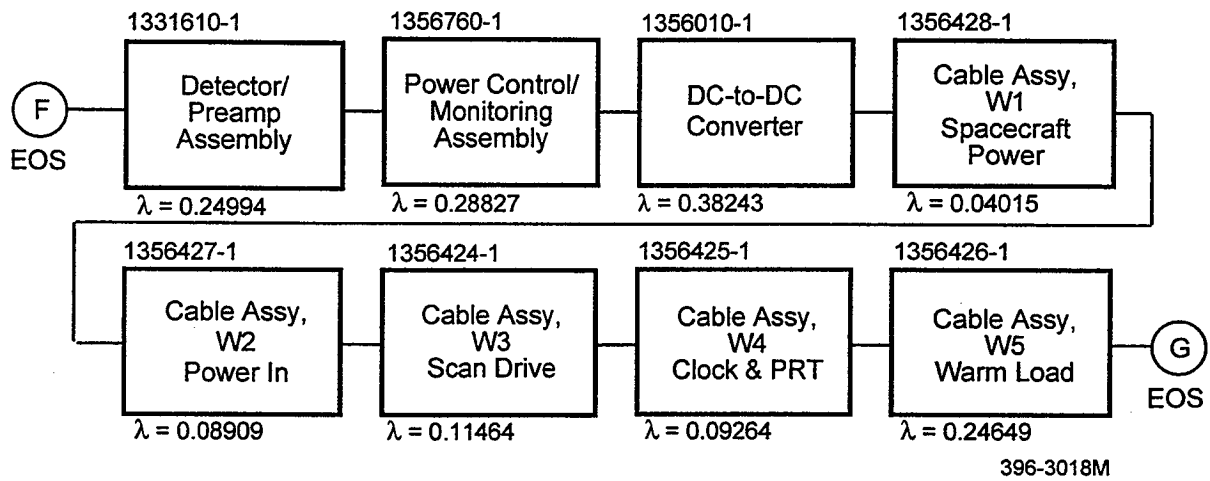 1331610-1
1356760-1
1356010-1
1356428-1
F
EOS
Detector/
Preamp
Assembly
Power Control/
Monitoring
Assembly
DC-to-DC
Converter
Cable Assy,
W1
Spacecraft
Power
λ = 0.24994
λ = 0.28827
λ = 0.38243
λ = 0.04015
1356427-1
1356424-1
1356425-1
1356426-1
Cable Assy,
W2
Power In
Cable Assy,
W3
Scan Drive
Cable Assy,
W4
Clock & PRT
Cable Assy,
W5
Warm Load
G
EOS
λ = 0.08909
λ = 0.11464
λ = 0.09264
λ = 0.24649
396-3018M